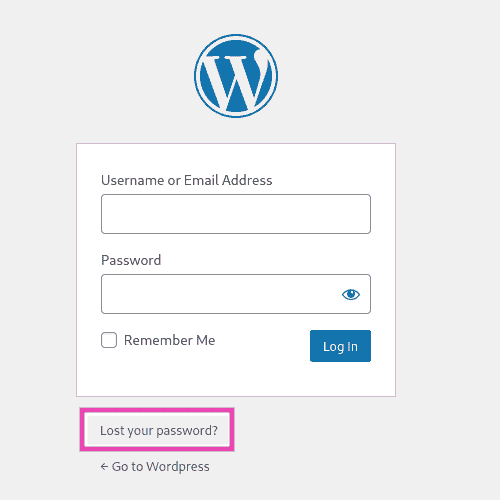 Username or Email Address
Password
Remember Me
Log In
Lost your password?
← Go to Wordpress